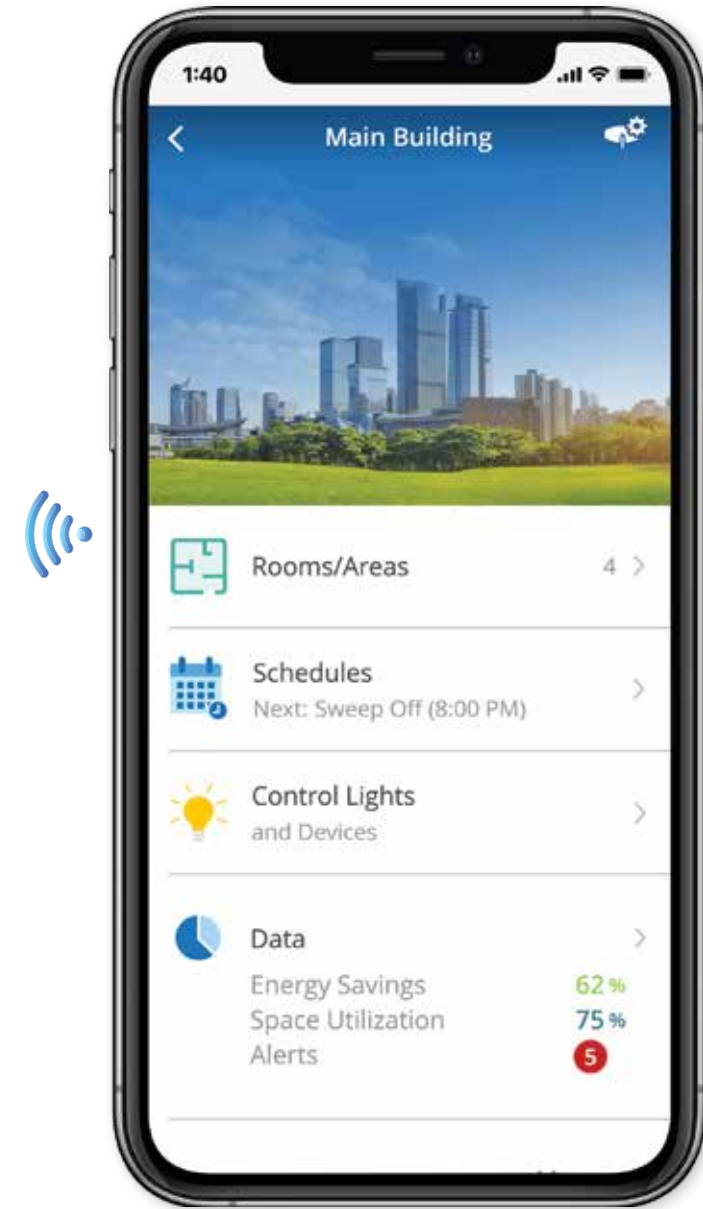 1:40
Main Building
Rooms/Areas 4
Schedules
Next: Sweep Off (8:00 PM)
Control Lights
and Devices
Data
Energy Savings 62 %
Space Utilization 75 %
Alerts 5